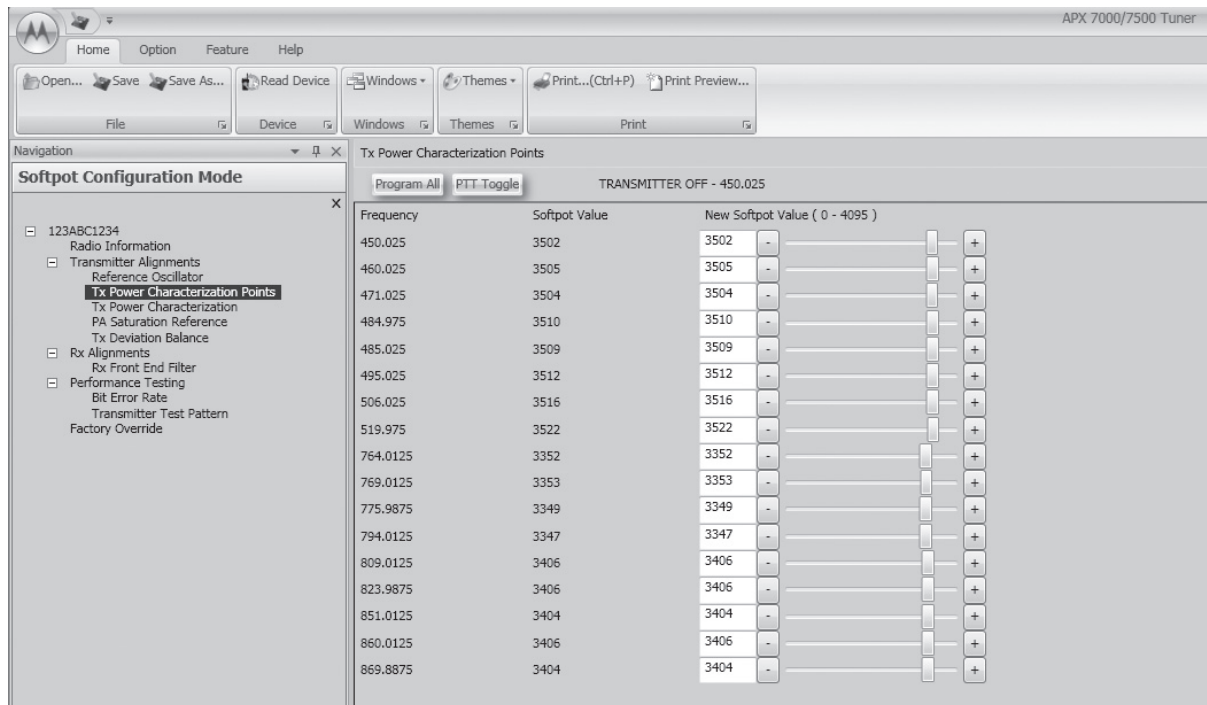 APX 7000/7500 Tuner
Home Option Feature Help
Open... Save Save As... Read Device Windows Themes Print...(Ctrl+P) Print Preview...
File Device Windows Themes Print
Navigation
Softpot Configuration Mode
123ABC1234
Radio Information
Transmitter Alignments
Reference Oscillator
Tx Power Characterization Points
Tx Power Characterization
PA Saturation Reference
Tx Deviation Balance
Rx Alignments
Rx Front End Filter
Performance Testing
Bit Error Rate
Transmitter Test Pattern
Factory Override
Tx Power Characterization Points
Program All PTT Toggle TRANSMITTER OFF - 450.025
Frequency Softpot Value New Softpot Value ( 0 - 4095 )
450.025 3502 3502 - +
460.025 3505 3505 - +
471.025 3504 3504 - +
484.975 3510 3510 - +
485.025 3509 3509 - +
495.025 3512 3512 - +
506.025 3516 3516 - +
519.975 3522 3522 - +
764.0125 3352 3352 - +
769.0125 3353 3353 - +
775.9875 3349 3349 - +
794.0125 3347 3347 - +
809.0125 3406 3406 - +
823.9875 3406 3406 - +
851.0125 3404 3404 - +
860.0125 3406 3406 - +
869.8875 3404 3404 - +